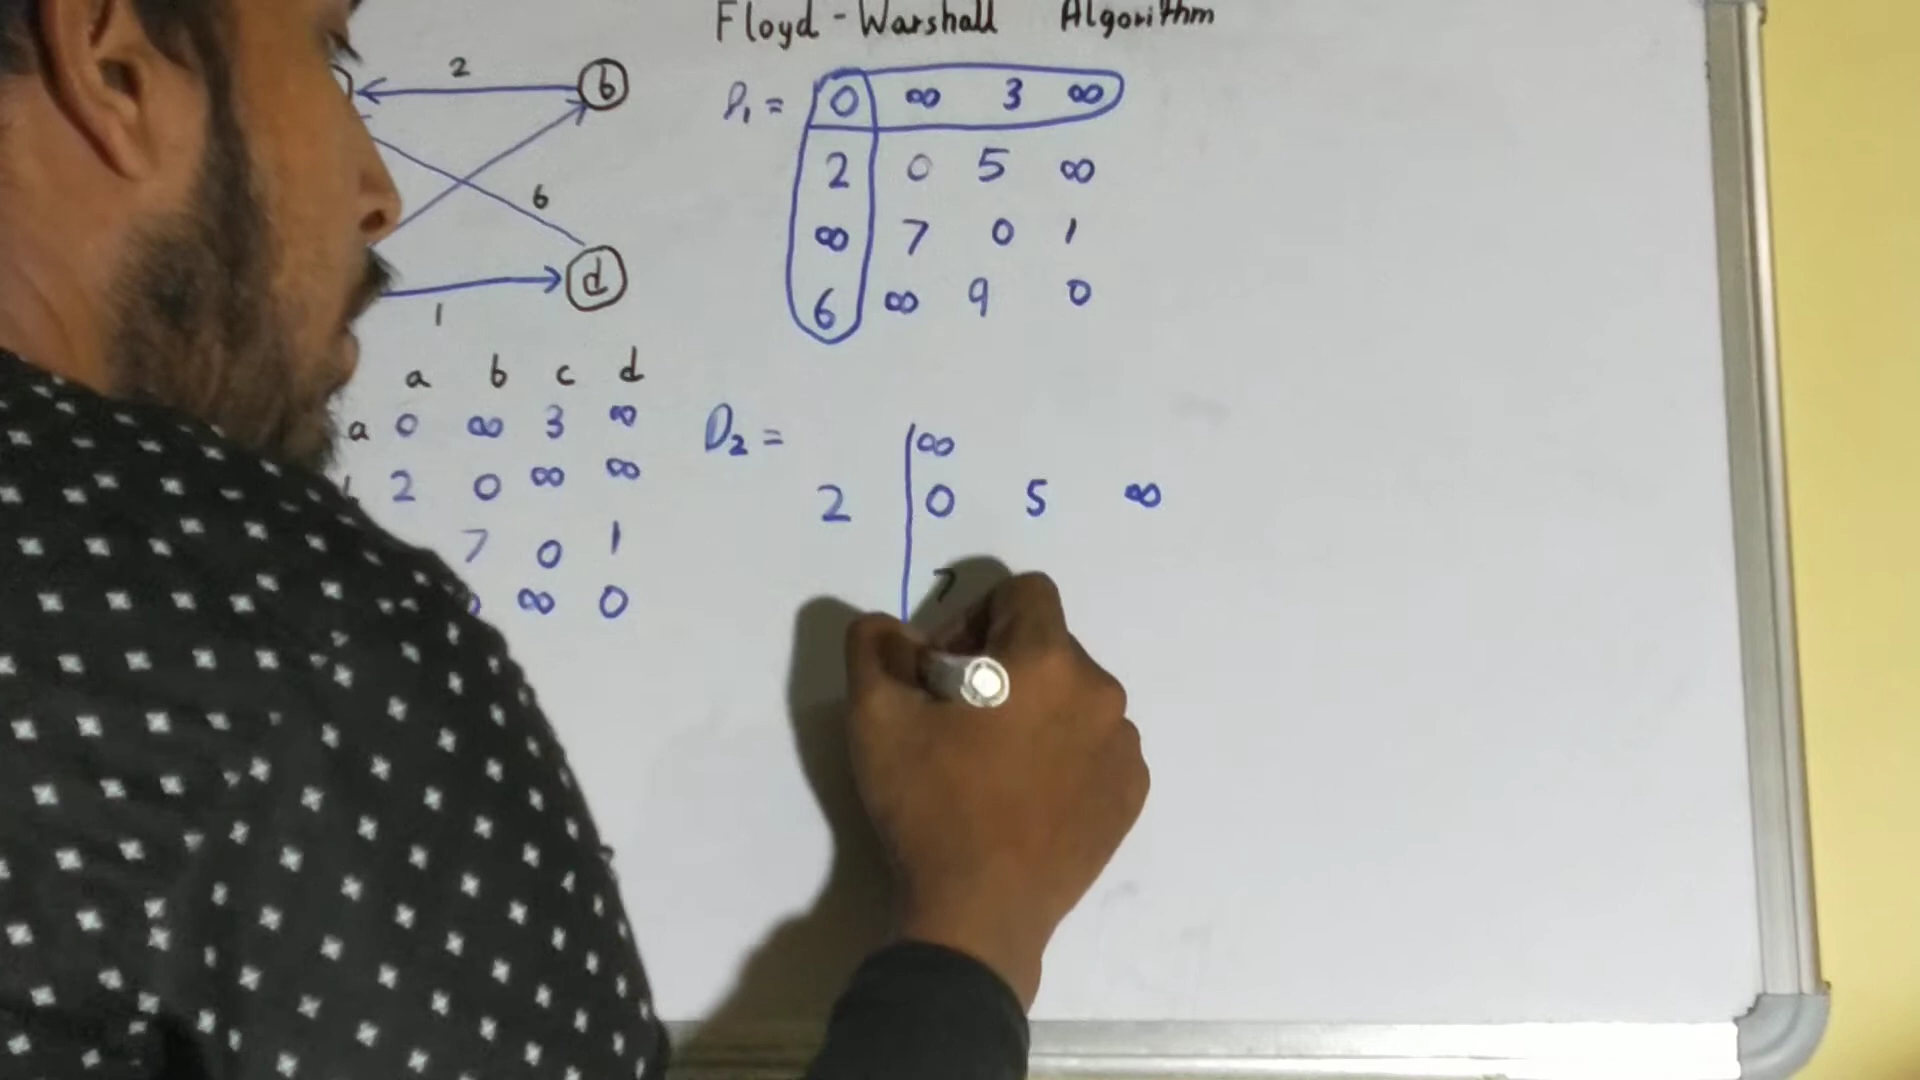 Floyd - Warshall Algorithm
2
b
6
d
1
D₁ = 0 ∞ 3 ∞
2 0 5 ∞
∞ 7 0 1
6 ∞ 9 0
a b c d
a 0 ∞ 3 ∞
2 0 ∞ ∞
7 0 1
∞ 0
D₂ =
∞
2 0 5 ∞
7